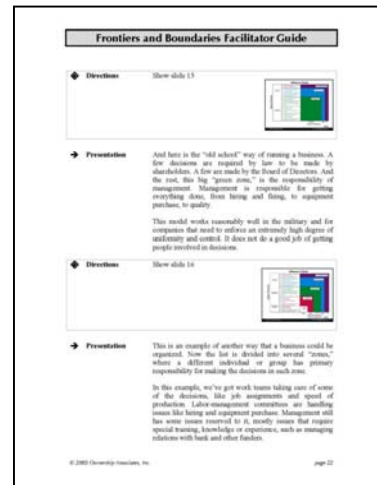 Frontiers and Boundaries Facilitator Guide
Directions Show slide 15
Presentation And here is the "old school" way of running a business. A
few decisions are required by law to be made by
shareholders. A few are made by the Board of Directors. And
the rest, this big "green zone," is the responsibility of
management. Management is responsible for getting
everything done, from hiring and firing, to equipment
purchase, to quality.
This model works reasonably well in the military and for
companies that need to enforce an extremely high degree of
uniformity and control. It does not do a good job of getting
people involved in decisions.
Directions Show slide 16
Presentation This is an example of another way that a business could be
organized. Now the list is divided into several "zones,"
where a different individual or group has primary
responsibility for making the decisions in each zone.
In this example, we've got work teams taking care of some
of the decisions, like job assignments and speed of
production. Labor-management committees are handling
issues like hiring and equipment purchase. Management still
has some issues reserved to it, mostly issues that require
special training, knowledge or experience, such as managing
relations with bank and other funders.
Ownership Associates, Inc. page 22